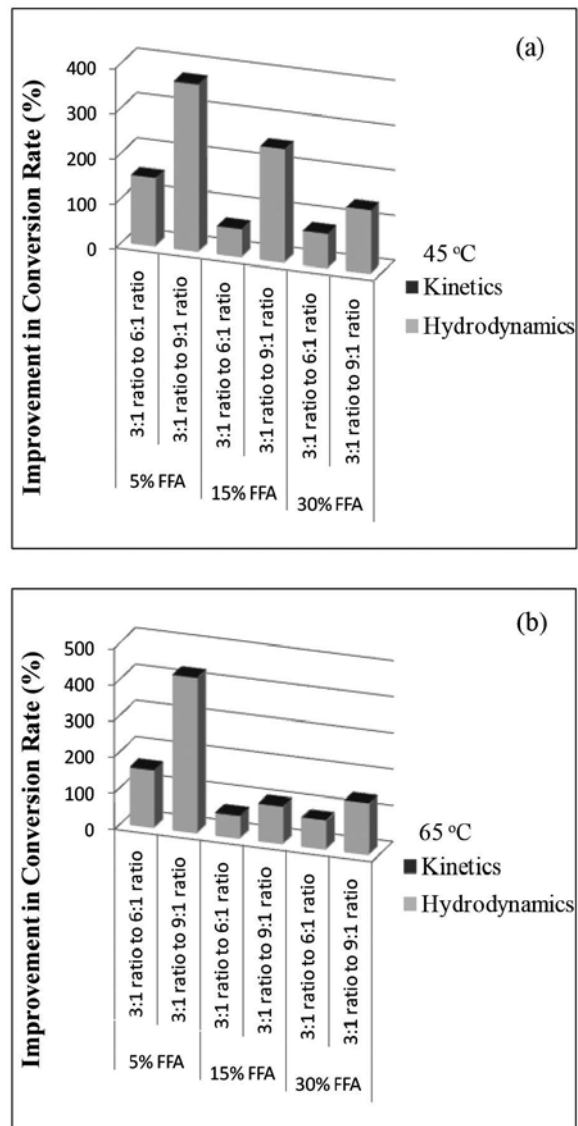 (a)
Improvement in Conversion Rate (%)
400
300
200
100
0
3:1 ratio to 6:1 ratio
3:1 ratio to 9:1 ratio
3:1 ratio to 6:1 ratio
3:1 ratio to 9:1 ratio
3:1 ratio to 6:1 ratio
3:1 ratio to 9:1 ratio
5% FFA
15% FFA
30% FFA
45 °C
Kinetics
Hydrodynamics
(b)
Improvement in Conversion Rate (%)
500
400
300
200
100
0
3:1 ratio to 6:1 ratio
3:1 ratio to 9:1 ratio
3:1 ratio to 6:1 ratio
3:1 ratio to 9:1 ratio
3:1 ratio to 6:1 ratio
3:1 ratio to 9:1 ratio
5% FFA
15% FFA
30% FFA
65 °C
Kinetics
Hydrodynamics